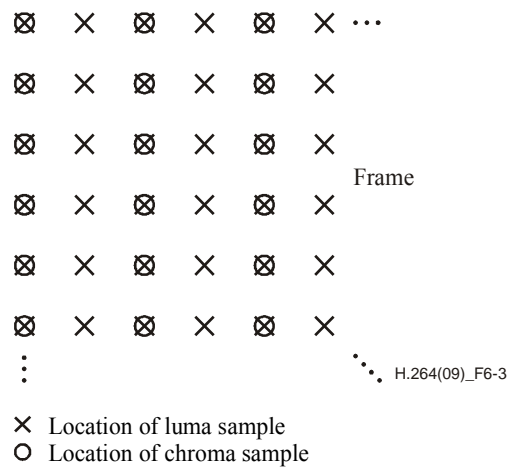 Frame
H.264(09)_F6-3
Location of luma sample
Location of chroma sample